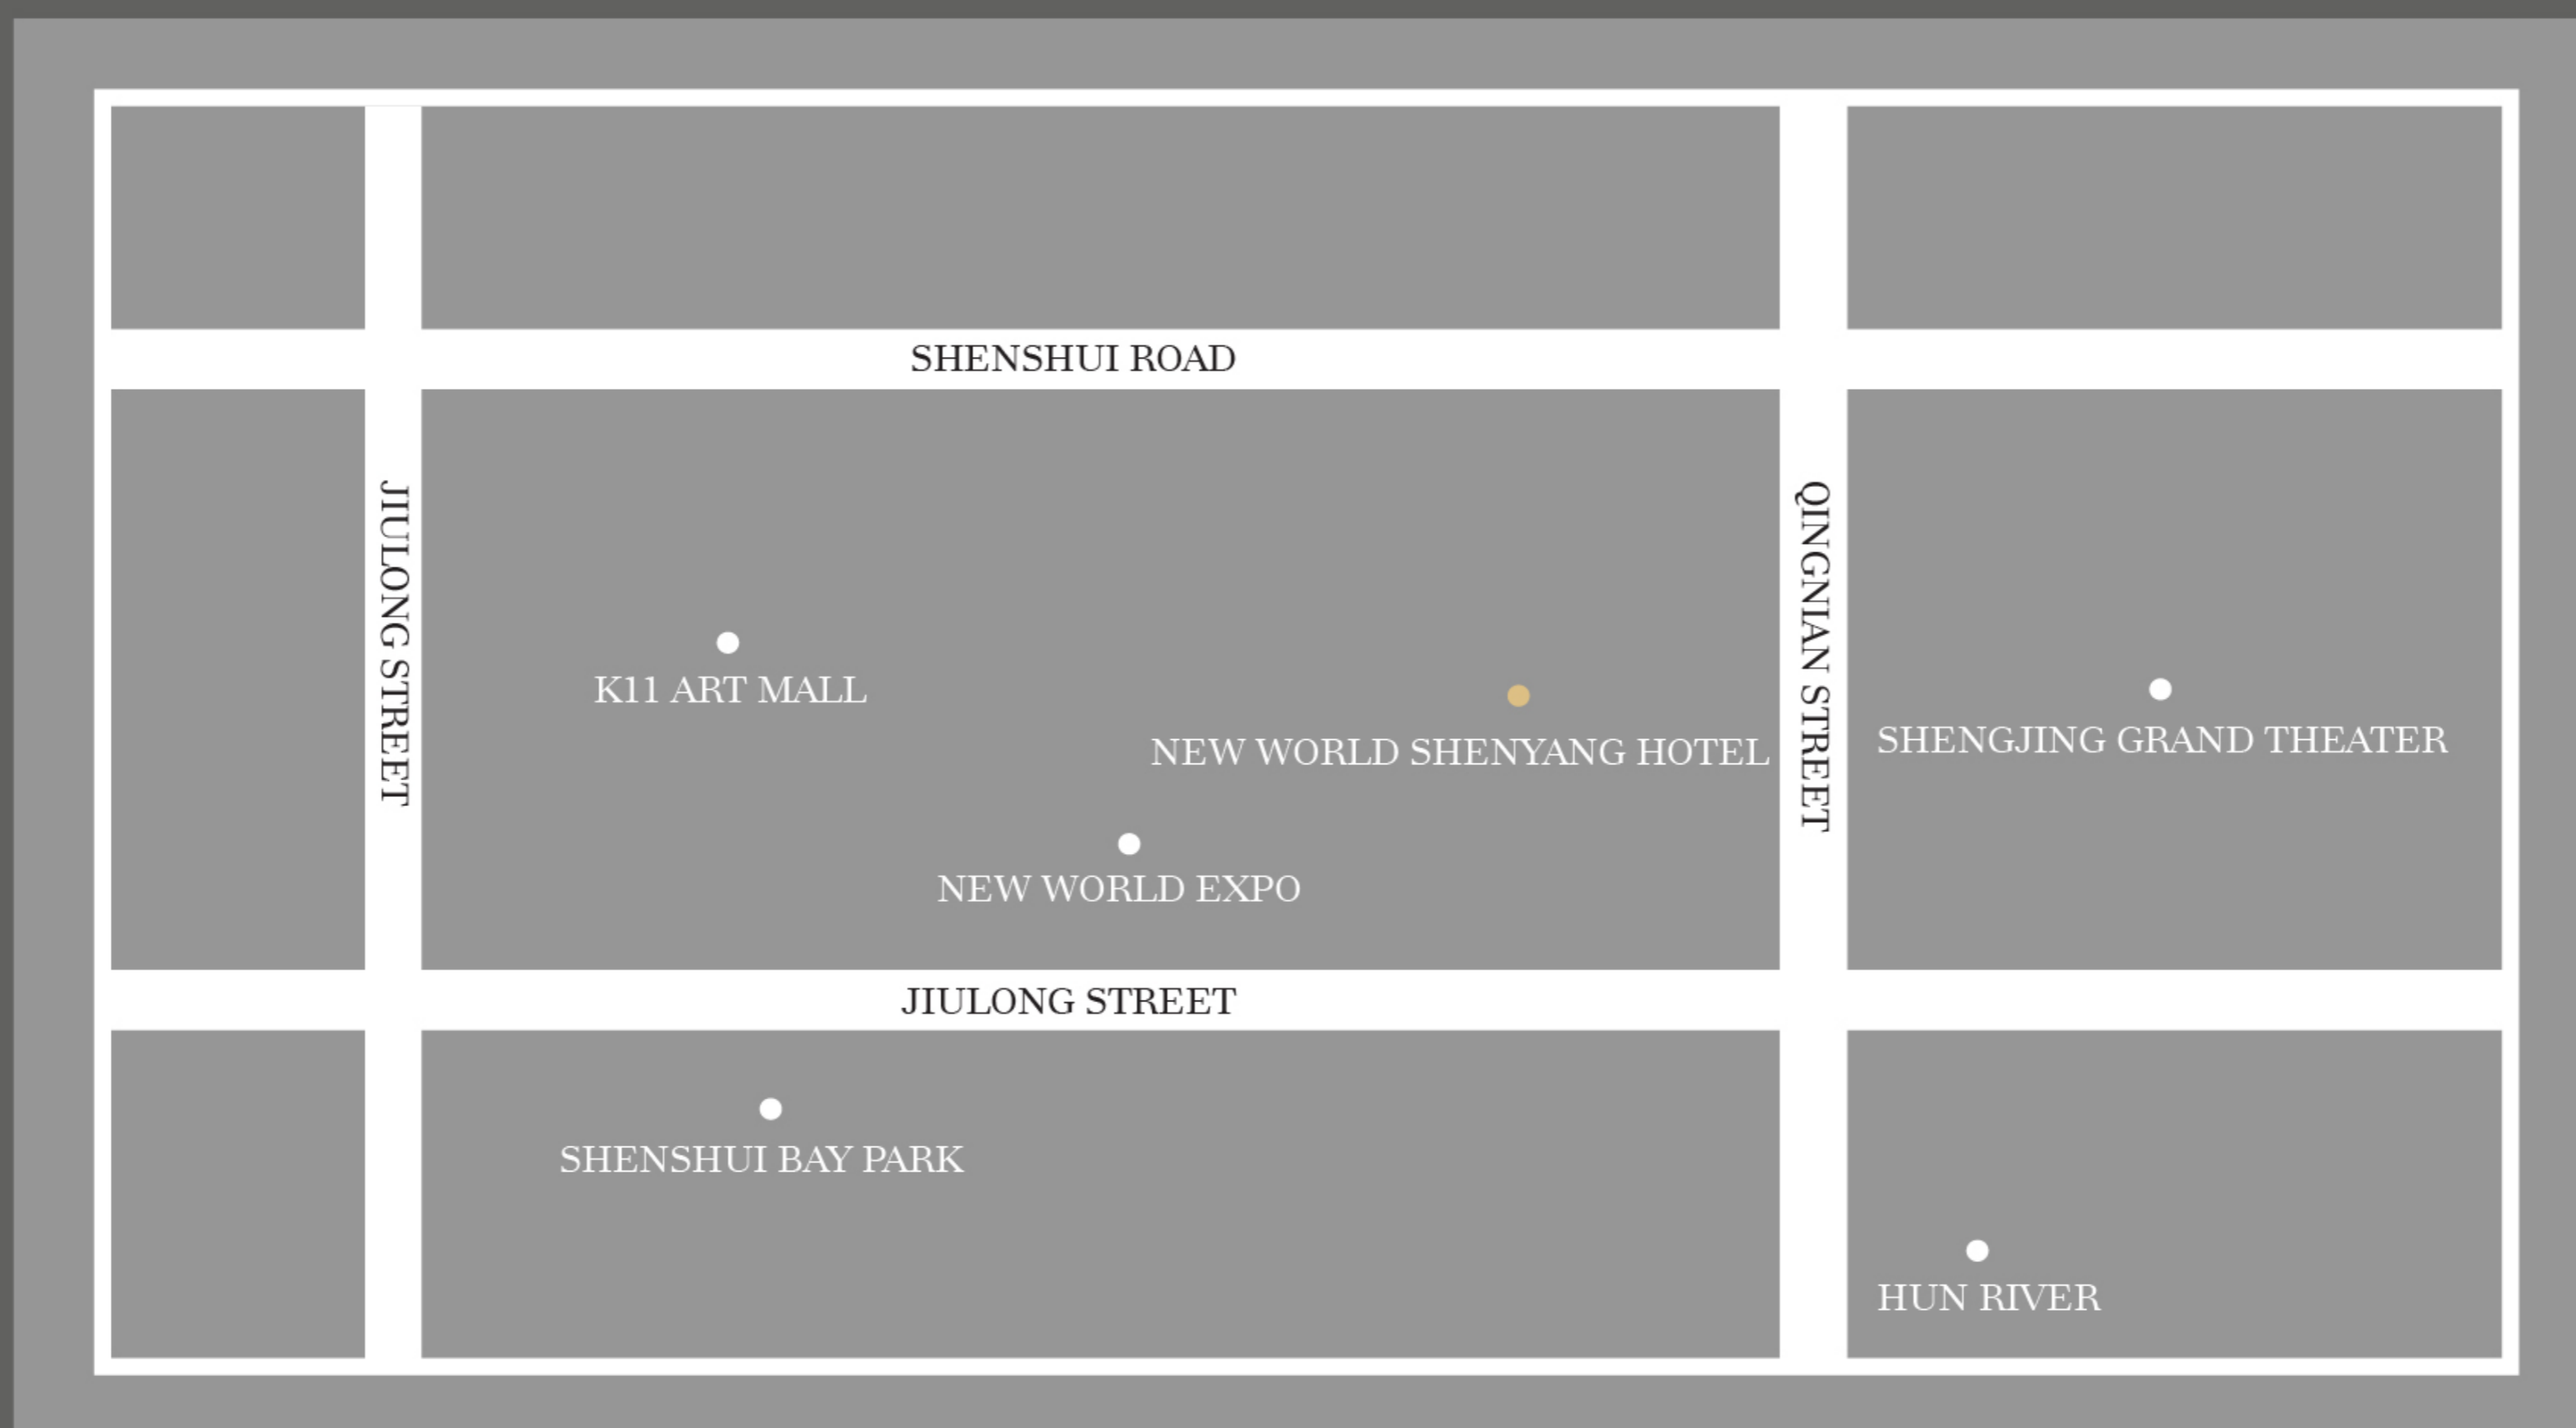 SHENSHUI ROAD
JIULONG STREET
QINGNIAN STREET
K11 ART MALL
NEW WORLD SHENYANG HOTEL
SHENGJING GRAND THEATER
NEW WORLD EXPO
JIULONG STREET
SHENSHUI BAY PARK
HUN RIVER